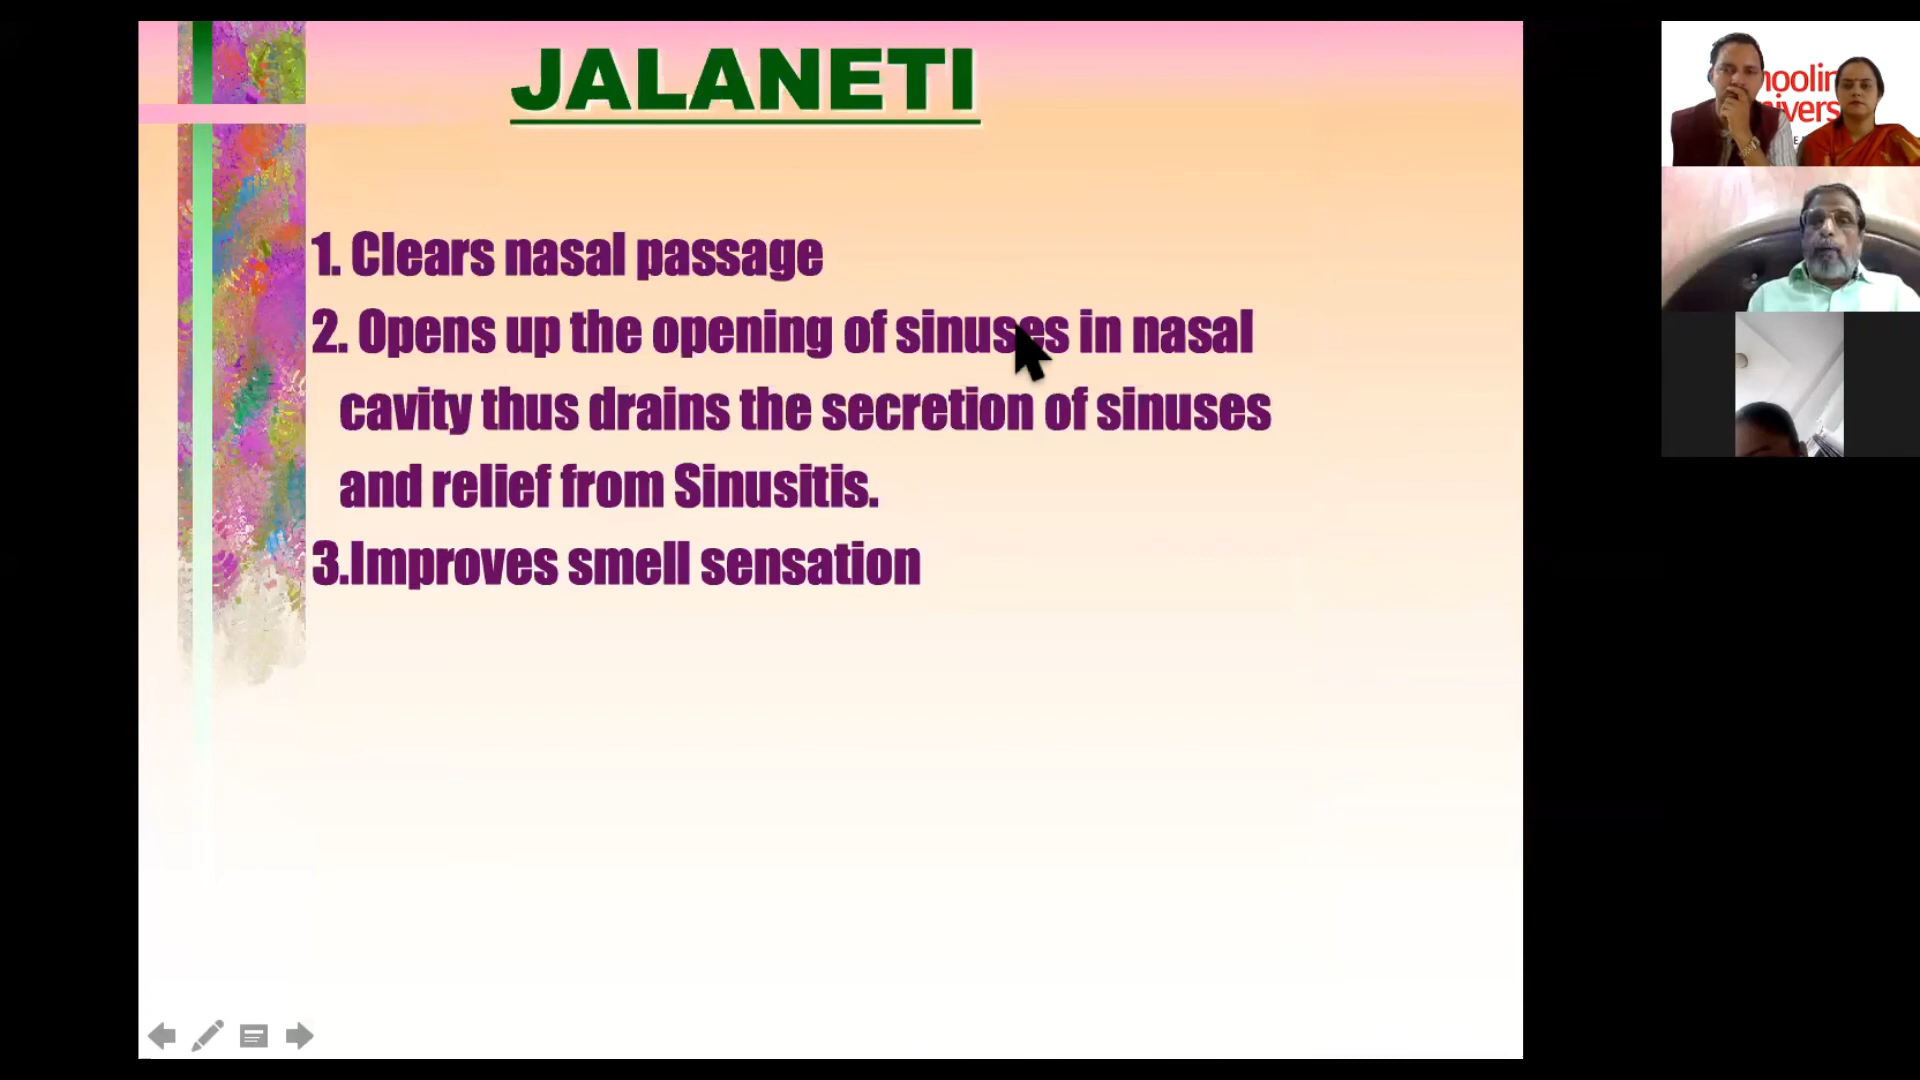 JALANETI
1. Clears nasal passage
2. Opens up the opening of sinuses in nasal
cavity thus drains the secretion of sinuses
and relief from Sinusitis.
3.Improves smell sensation